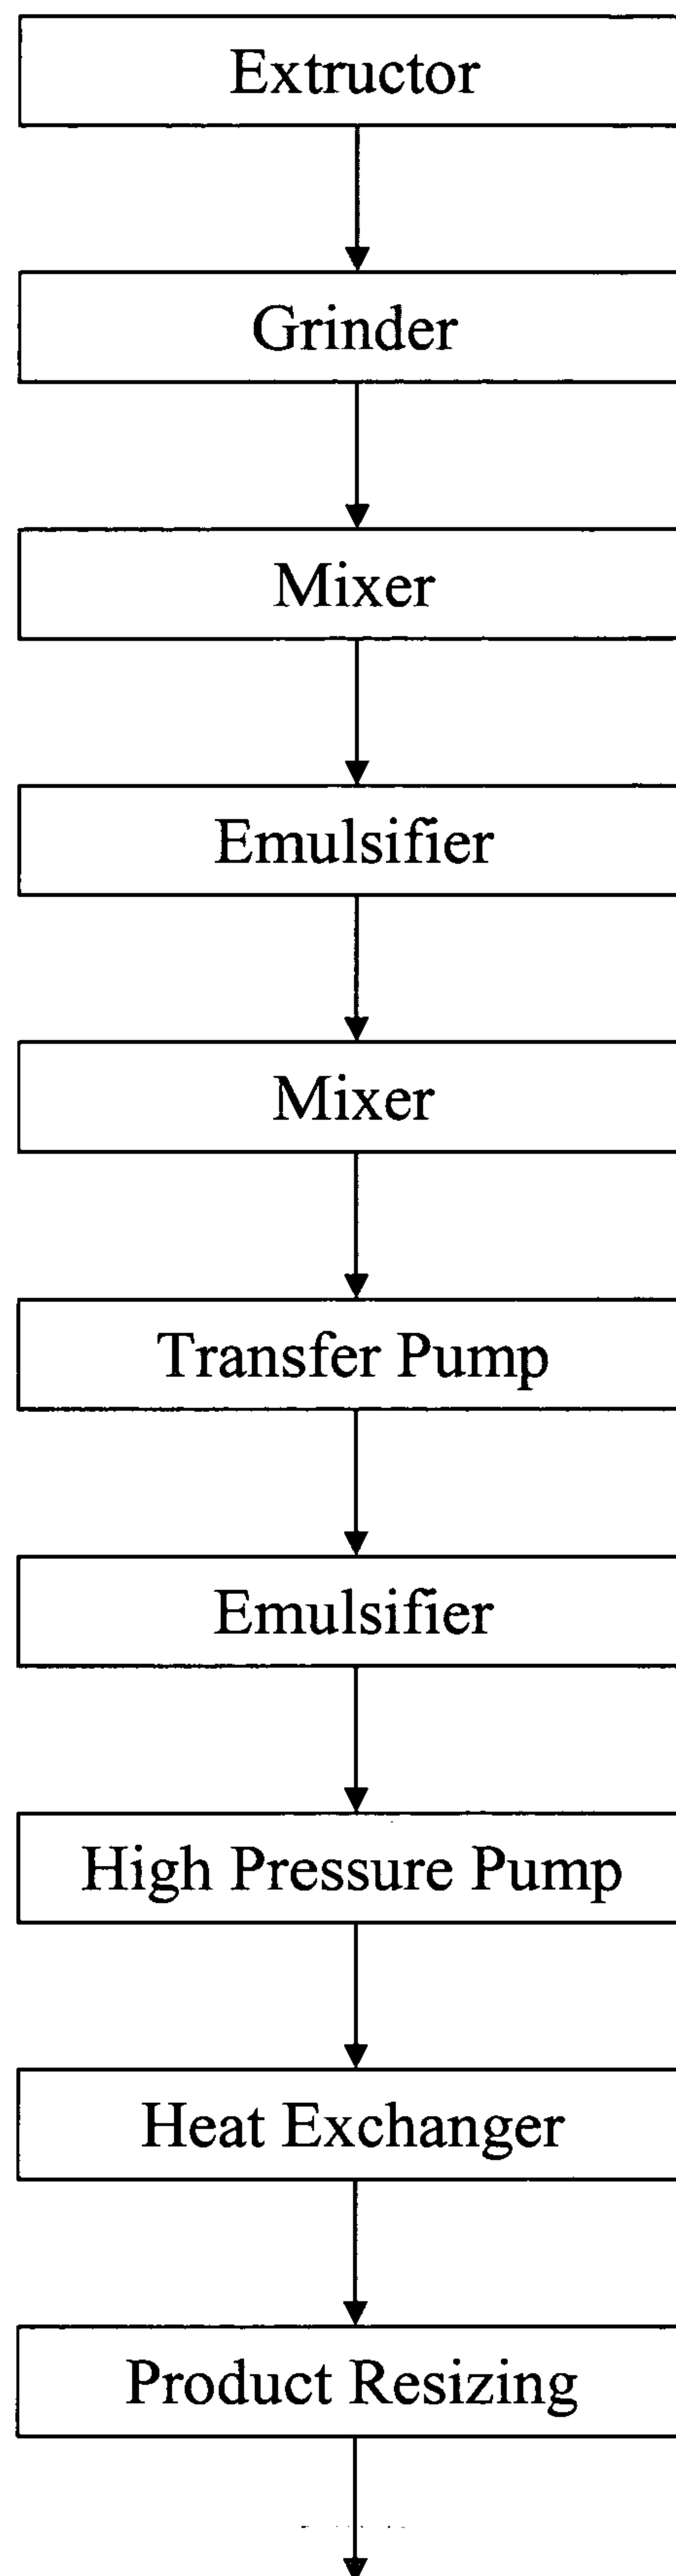 Extructor
Grinder
Mixer
Emulsifier
Mixer
Transfer Pump
Emulsifier
High Pressure Pump
Heat Exchanger
Product Resizing